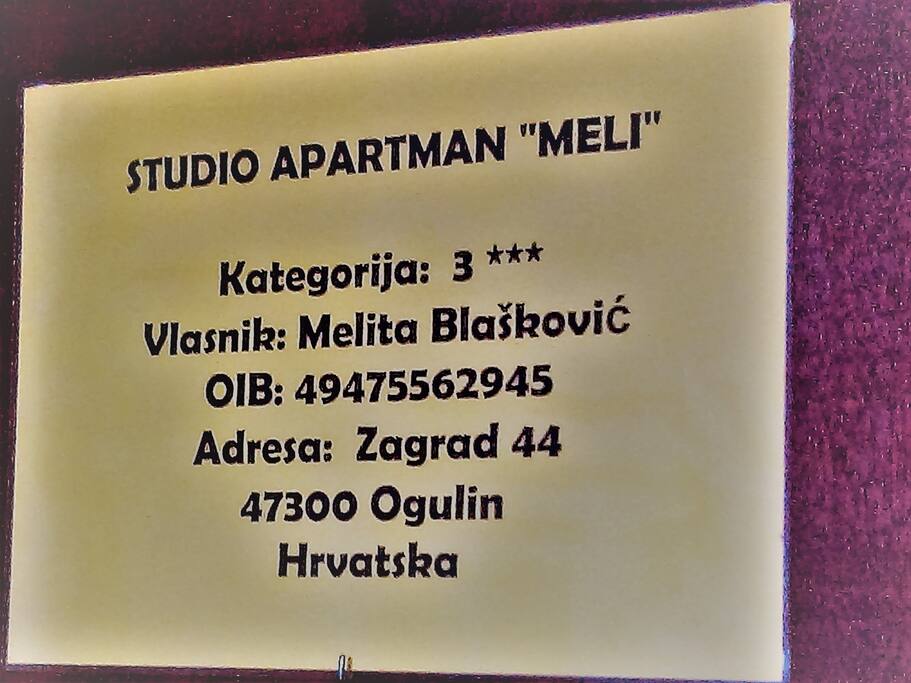 STUDIO APARTMAN "MELI"
Kategorija: 3 ***
Vlasnik: Melita Blašković
OIB: 49475562945
Adresa: Zagrad 44
47300 Ogulin
Hrvatska